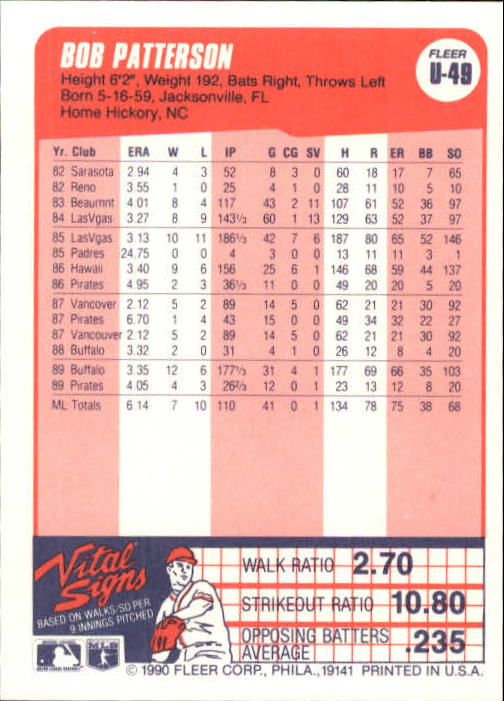 BOB PATTERSON
FLEER
U-49
Height 6'2", Weight 192, Bats Right, Throws Left
Born 5-16-59, Jacksonville, FL
Home Hickory, NC
Yr. Club ERA W L IP G CG SV H R ER BB SO
82 Sarasota 2.94 4 3 52 8 3 0 60 18 17 7 65
82 Reno 3.55 1 0 25 4 1 0 28 11 10 5 10
83 Beaumnt 4.01 8 4 117 43 2 11 107 61 52 36 97
84 LasVgas 3.27 8 9 143⅓ 60 1 13 129 63 52 37 97
85 LasVgas 3.13 10 11 186⅓ 42 7 6 187 80 65 52 146
85 Padres 24.75 0 0 4 3 0 0 13 11 11 3 1
86 Hawaii 3.40 9 6 156 25 6 1 146 68 59 44 137
86 Pirates 4.95 2 3 36⅓ 11 0 0 49 20 20 5 20
87 Vancover 2.12 5 2 89 14 5 0 62 21 21 30 92
87 Pirates 6.70 1 4 43 15 0 0 49 34 32 22 27
87 Vancouver 2.12 5 2 89 14 5 0 62 21 21 30 92
88 Buffalo 3.32 2 0 31 4 1 0 26 12 8 4 20
89 Buffalo 3.35 12 6 177⅓ 31 4 1 177 69 66 35 103
89 Pirates 4.05 4 3 26⅔ 12 0 1 23 13 12 8 20
ML Totals 6.14 7 10 110 41 0 1 134 78 75 38 68
Vital Signs
BASED ON WALKS/SO PER
9 INNINGS PITCHED
WALK RATIO 2.70
STRIKEOUT RATIO 10.80
OPPOSING BATTERS
AVERAGE .235
MLB
© 1990 FLEER CORP., PHILA., 19141 PRINTED IN U.S.A.